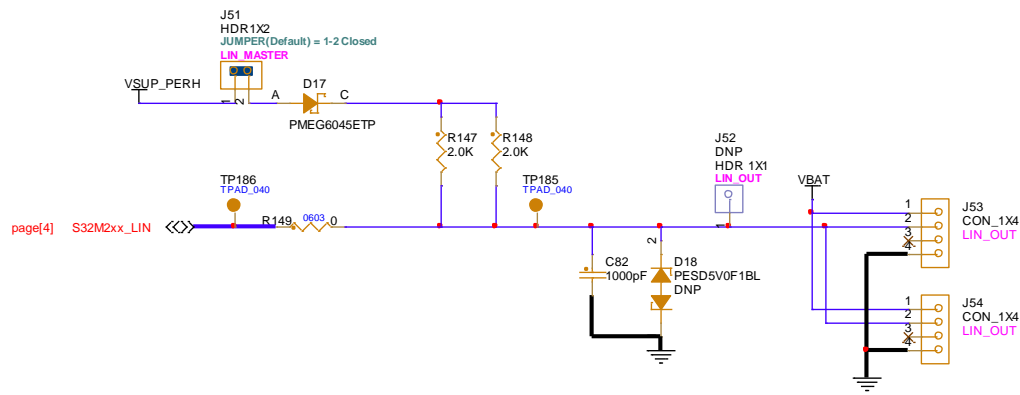 J51
HDR1X2
JUMPER(Default) = 1-2 Closed
LIN_MASTER
VSUP_PERH
1
2
A
D17
C
PMEG6045ETP
R147
2.0K
R148
2.0K
J52
DNP
HDR 1X1
LIN_OUT
1
TP186
TPAD_040
TP185
TPAD_040
VBAT
page[4]
S32M2xx_LIN
R149
0603
0
C82
1000pF
2
D18
PESD5V0F1BL
DNP
1
2
3
4
J53
CON_1X4
LIN_OUT
1
2
3
4
J54
CON_1X4
LIN_OUT